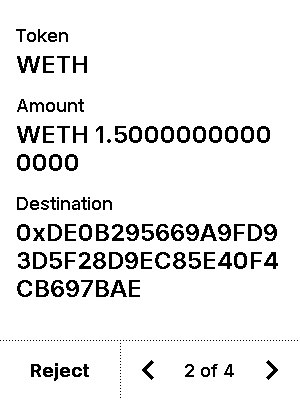 Token
WETH
Amount
WETH 1.5000000000
0000
Destination
0xDE0B295669A9FD9
3D5F28D9EC85E40F4
CB697BAE
Reject
2 of 4